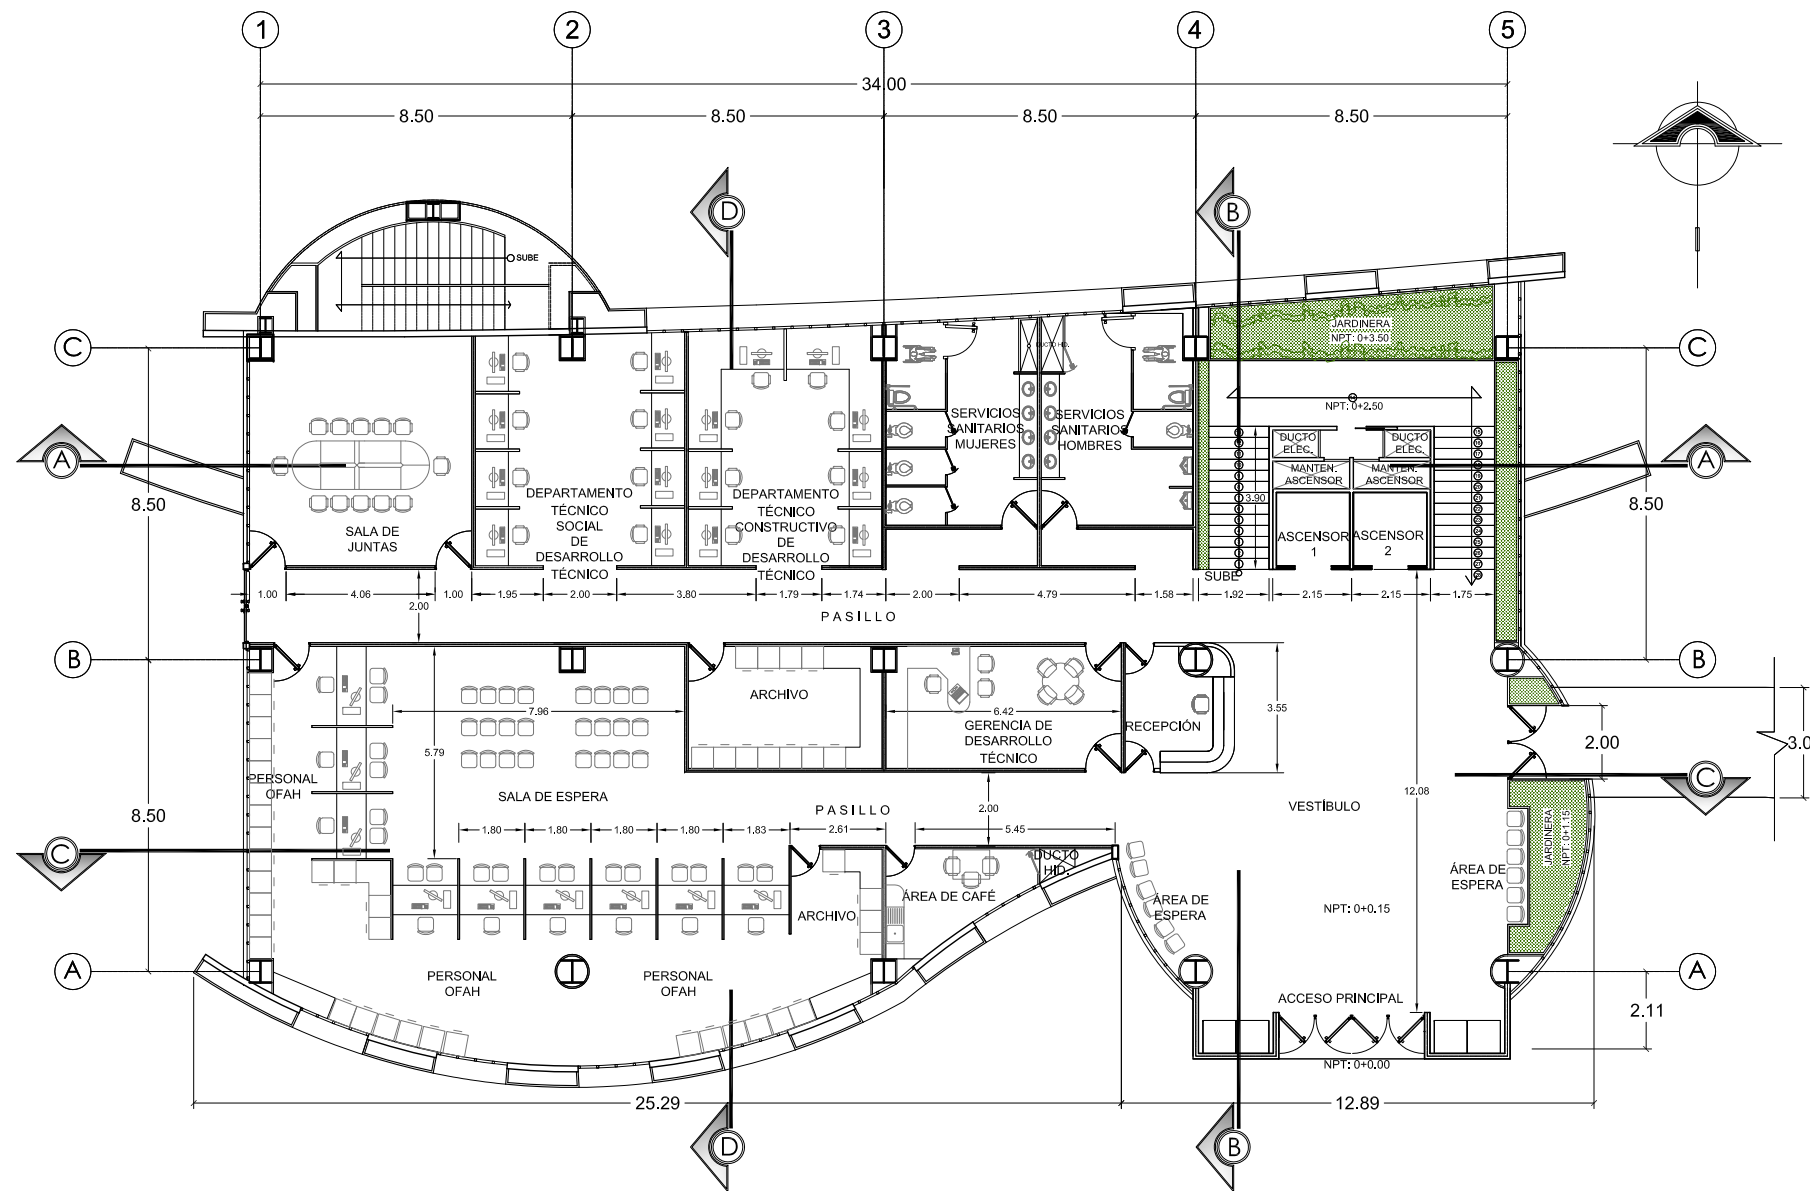 1 2 3 4 5
34.00
8.50 8.50 8.50 8.50
D B
SUBE
C C
JARDINERA
NPT: 0+3.50
DUCTO HID.
NPT: 0+2.50
SERVICIOS
SANITARIOS
MUJERES
SERVICIOS
SANITARIOS
HOMBRES
DUCTO
ELEC.
DUCTO
ELEC.
A A
MANTEN.
ASCENSOR
MANTEN.
ASCENSOR
8.50 8.50
3.90
DEPARTAMENTO
TÉCNICO
SOCIAL
DE
DESARROLLO
TÉCNICO
DEPARTAMENTO
TÉCNICO
CONSTRUCTIVO
DE
DESARROLLO
TÉCNICO
SALA DE
JUNTAS
ASCENSOR
1
ASCENSOR
2
SUBE
1.00 4.06 1.00 1.95 2.00 3.80 1.79 1.74 2.00 4.79 1.58 1.92 2.15 2.15 1.75
2.00
PASILLO
B B
ARCHIVO
7.96
6.42
3.55
5.79
GERENCIA DE
DESARROLLO
TÉCNICO
RECEPCIÓN
2.00
3.0
PERSONAL
OFAH
SALA DE ESPERA
C
12.08
PASILLO
2.00
VESTÍBULO
8.50
1.80 1.80 1.80 1.80 1.83 2.61 5.45
JARDINERA
NPT: 0+1.15
C
DUCTO
HID.
ÁREA DE
ESPERA
ÁREA DE CAFÉ
ÁREA DE
ESPERA
ARCHIVO
NPT: 0+0.15
A A
PERSONAL
OFAH
PERSONAL
OFAH
ACCESO PRINCIPAL
2.11
NPT: 0+0.00
25.29 12.89
D B